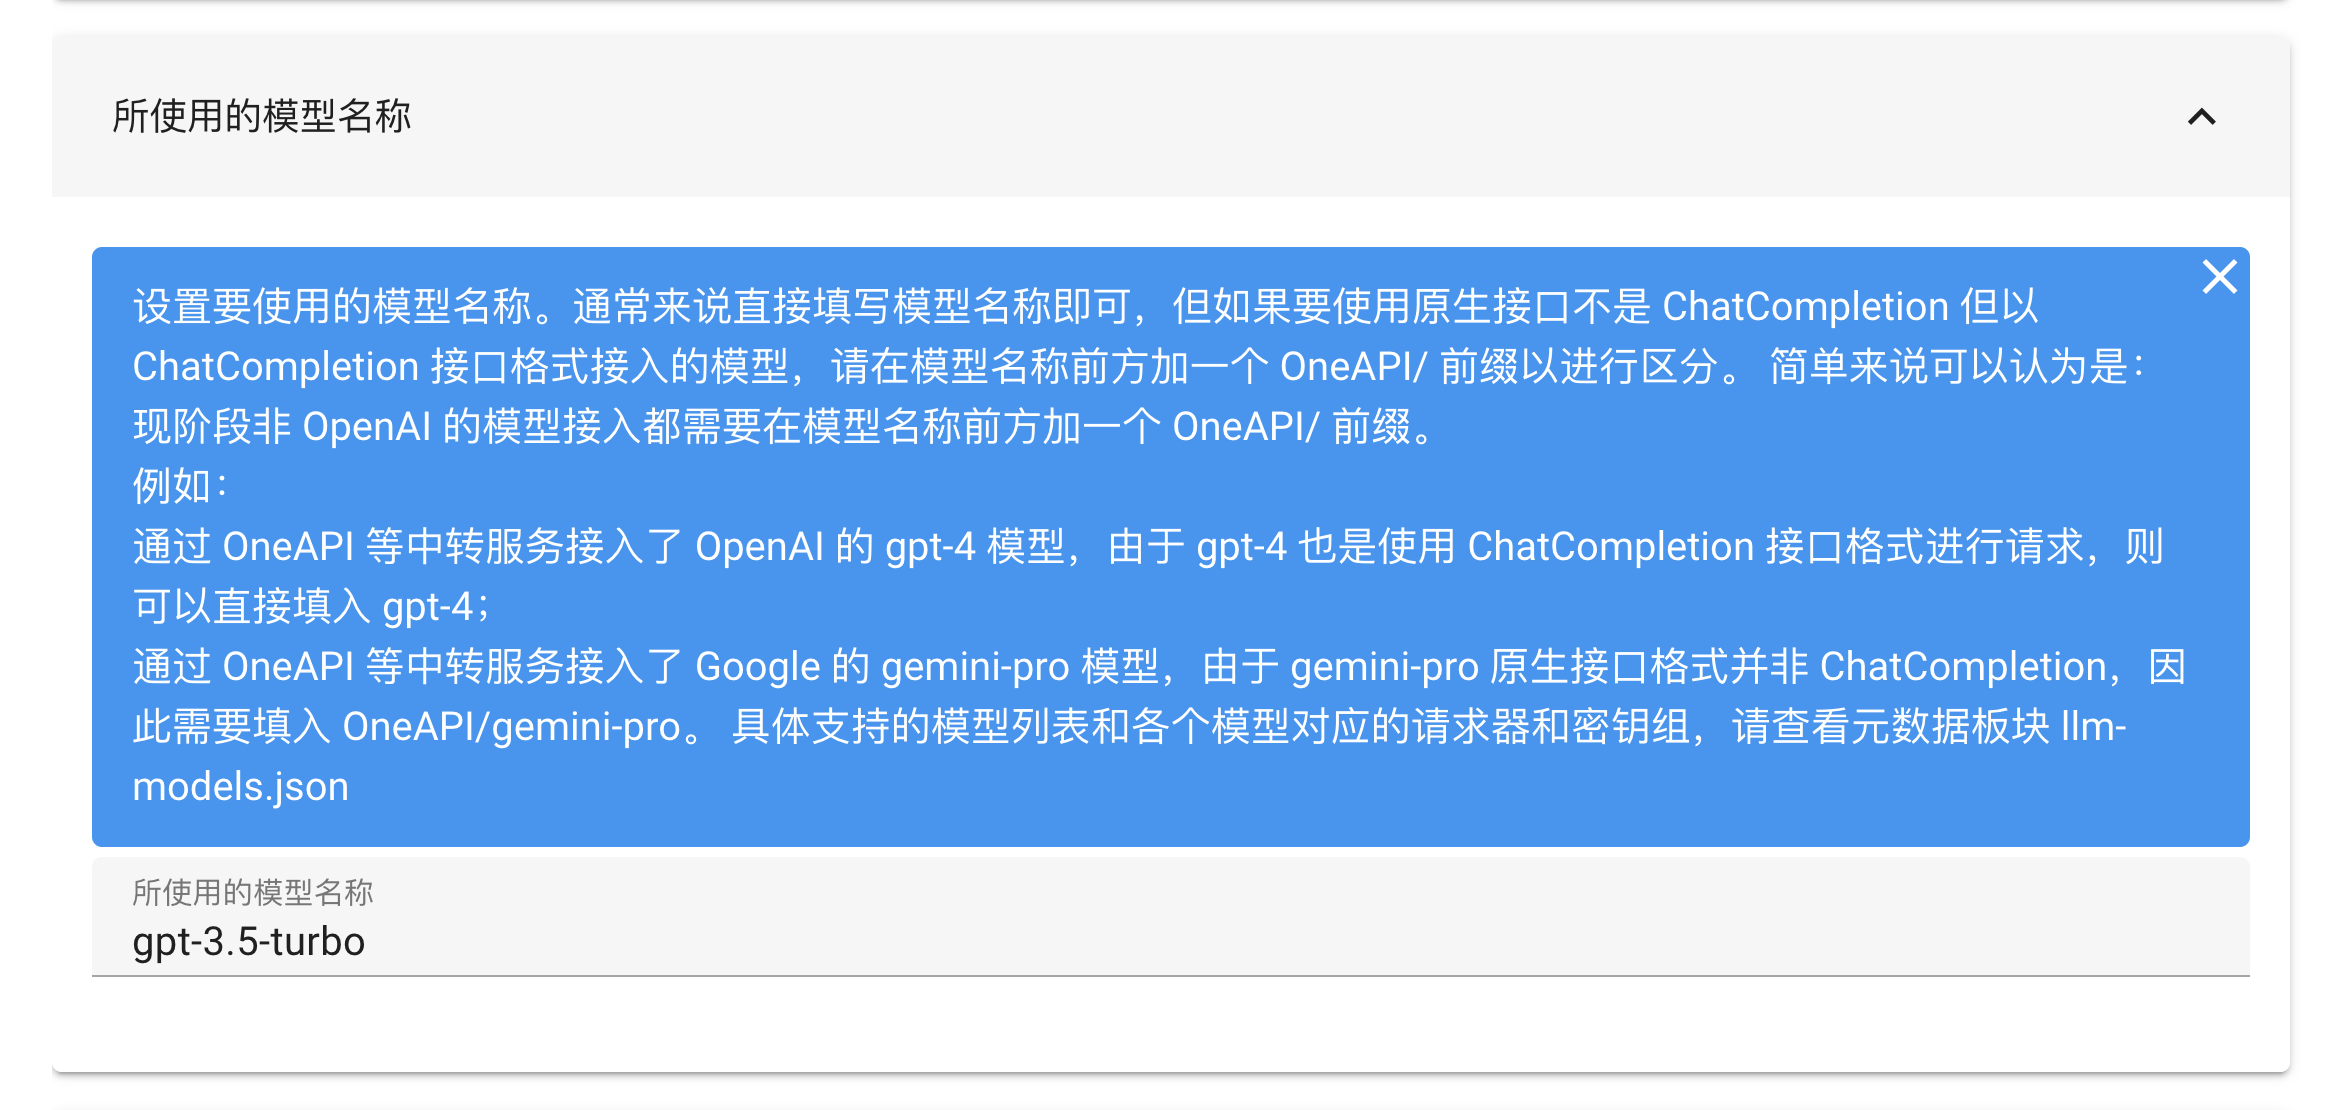 所使用的模型名称
设置要使用的模型名称。通常来说直接填写模型名称即可，但如果要使用原生接口不是 ChatCompletion 但以
ChatCompletion 接口格式接入的模型，请在模型名称前方加一个 OneAPI/ 前缀以进行区分。 简单来说可以认为是：
现阶段非 OpenAI 的模型接入都需要在模型名称前方加一个 OneAPI/ 前缀。
例如：
通过 OneAPI 等中转服务接入了 OpenAI 的 gpt-4 模型，由于 gpt-4 也是使用 ChatCompletion 接口格式进行请求，则
可以直接填入 gpt-4；
通过 OneAPI 等中转服务接入了 Google 的 gemini-pro 模型，由于 gemini-pro 原生接口格式并非 ChatCompletion，因
此需要填入 OneAPI/gemini-pro。 具体支持的模型列表和各个模型对应的请求器和密钥组，请查看元数据板块 llm-
models.json
所使用的模型名称
gpt-3.5-turbo